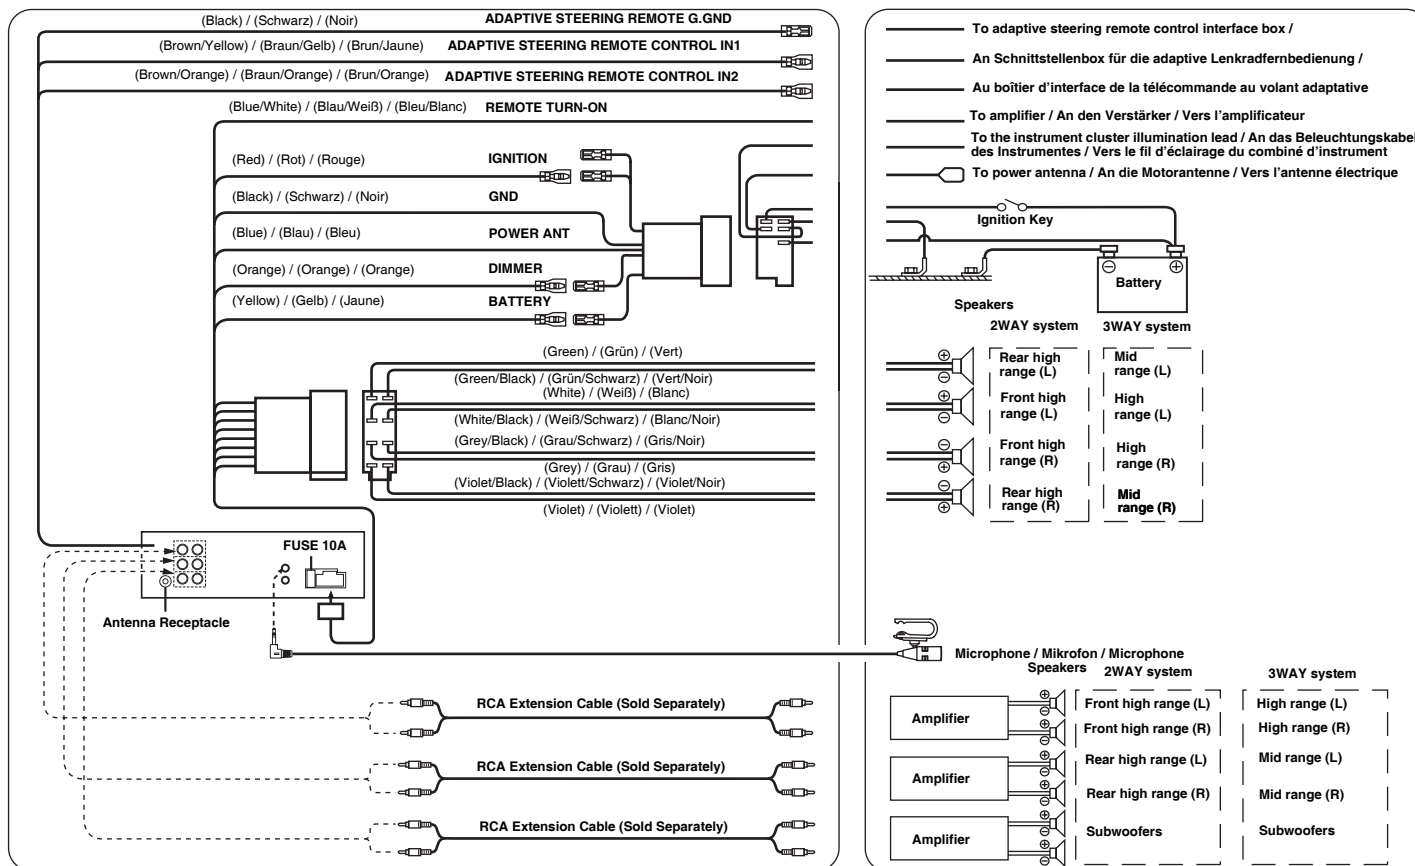 (Black) / (Schwarz) / (Noir) ADAPTIVE STEERING REMOTE G.GND
(Brown/Yellow) / (Braun/Gelb) / (Brun/Jaune) ADAPTIVE STEERING REMOTE CONTROL IN1
(Brown/Orange) / (Braun/Orange) / (Brun/Orange) ADAPTIVE STEERING REMOTE CONTROL IN2
(Blue/White) / (Blau/Weiß) / (Bleu/Blanc) REMOTE TURN-ON
(Red) / (Rot) / (Rouge) IGNITION
(Black) / (Schwarz) / (Noir) GND
(Blue) / (Blau) / (Bleu) POWER ANT
(Orange) / (Orange) / (Orange) DIMMER
(Yellow) / (Gelb) / (Jaune) BATTERY
(Green) / (Grün) / (Vert)
(Green/Black) / (Grün/Schwarz) / (Vert/Noir)
(White) / (Weiß) / (Blanc)
(White/Black) / (Weiß/Schwarz) / (Blanc/Noir)
(Grey/Black) / (Grau/Schwarz) / (Gris/Noir)
(Grey) / (Grau) / (Gris)
(Violet/Black) / (Violett/Schwarz) / (Violet/Noir)
(Violet) / (Violett) / (Violet)
FUSE 10A
Antenna Receptacle
RCA Extension Cable (Sold Separately)
RCA Extension Cable (Sold Separately)
RCA Extension Cable (Sold Separately)
To adaptive steering remote control interface box /
An Schnittstellenbox für die adaptive Lenkradfernbedienung /
Au boîtier d'interface de la télécommande au volant adaptative
To amplifier / An den Verstärker / Vers l'amplificateur
To the instrument cluster illumination lead / An das Beleuchtungskabel
des Instrumentes / Vers le fil d'éclairage du combiné d'instrument
To power antenna / An die Motorantenne / Vers l'antenne électrique
Ignition Key
⊖ ⊕
Battery
Speakers
2WAY system 3WAY system
⊕ Rear high Mid
⊖ range (L) range (L)
⊕ Front high High
⊖ range (L) range (L)
⊖ Front high High
⊕ range (R) range (R)
⊖ Rear high Mid
⊕ range (R) range (R)
Microphone / Mikrofon / Microphone
Speakers 2WAY system 3WAY system
Amplifier ⊕ ⊖ Front high range (L) High range (L)
⊕ ⊖ Front high range (R) High range (R)
Amplifier ⊕ ⊖ Rear high range (L) Mid range (L)
⊕ ⊖ Rear high range (R) Mid range (R)
Amplifier ⊕ ⊖ ⊕ ⊖ Subwoofers Subwoofers